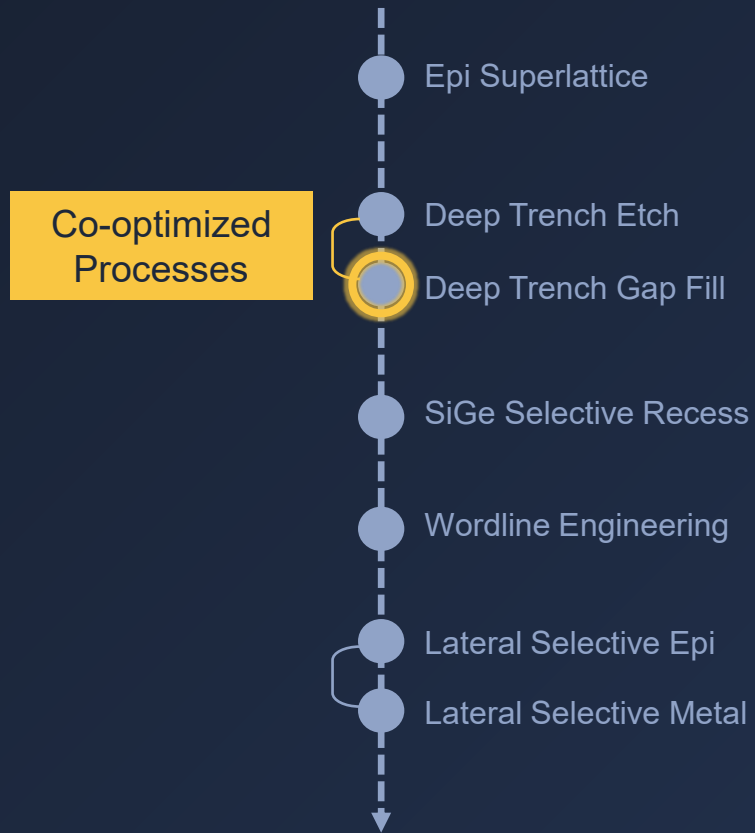 Epi Superlattice
Co-optimized
Processes
Deep Trench Etch
Deep Trench Gap Fill
SiGe Selective Recess
Wordline Engineering
Lateral Selective Epi
Lateral Selective Metal